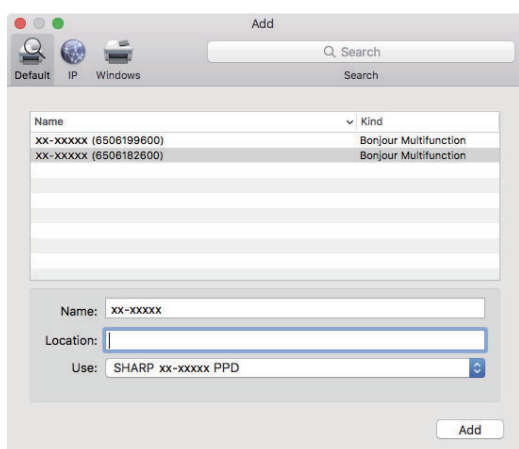 Add
Search
Default IP Windows Search
Name Kind
xx-xxxxx (6506199600) Bonjour Multifunction
xx-xxxxx (6506182600) Bonjour Multifunction
Name: xx-xxxxx
Location:
Use: SHARP xx-xxxxx PPD
Add